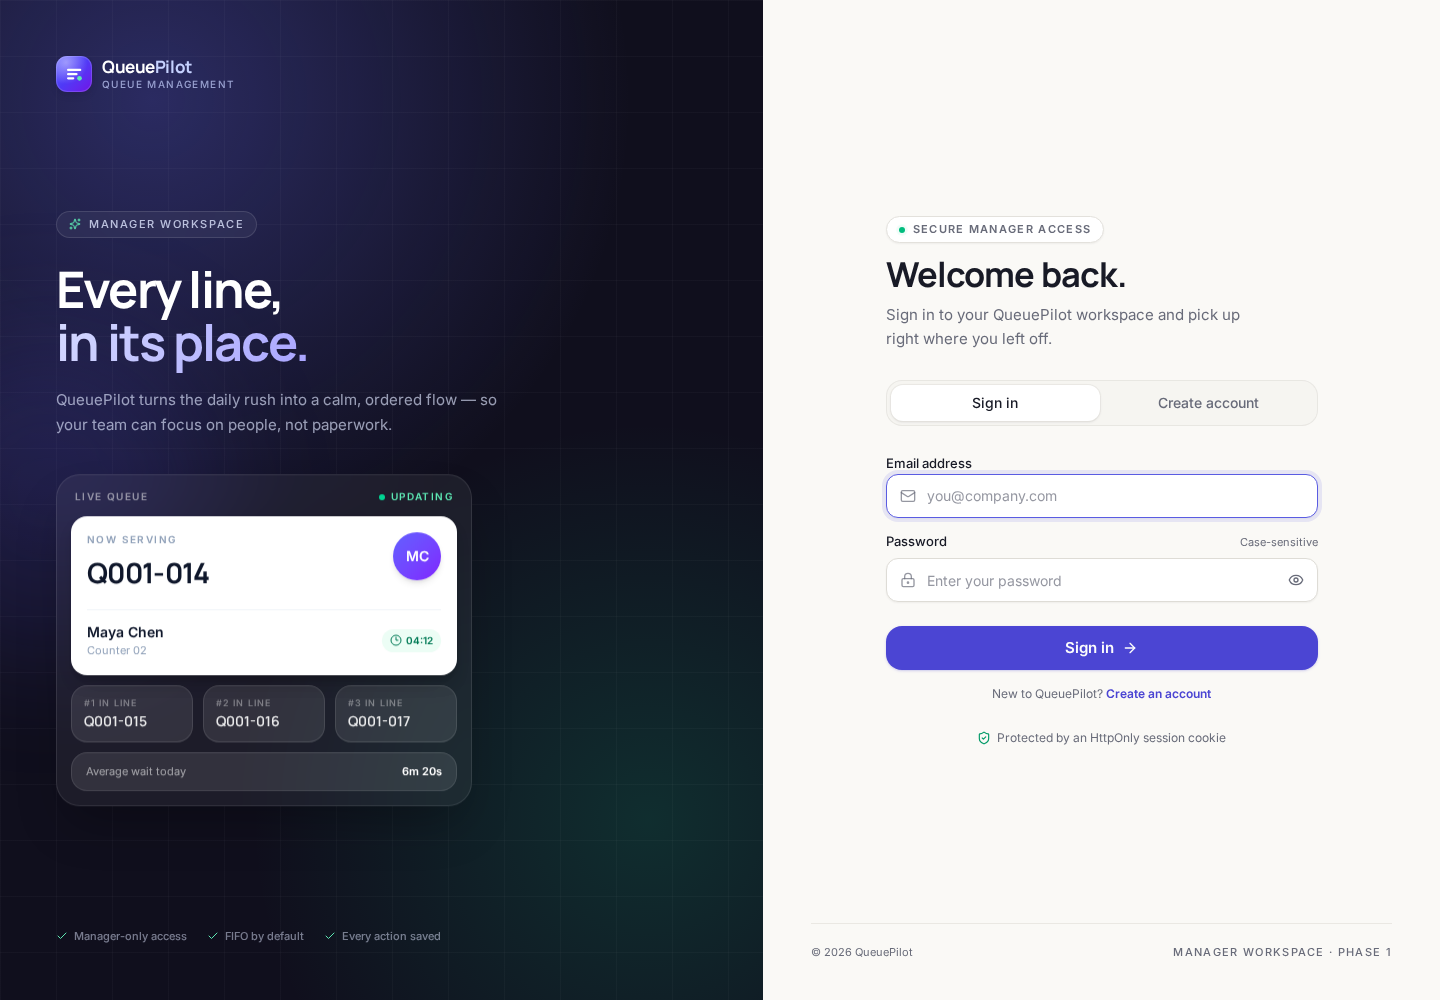 QueuePilot
QUEUE MANAGEMENT
MANAGER WORKSPACE
Every line,
in its place.
QueuePilot turns the daily rush into a calm, ordered flow — so
your team can focus on people, not paperwork.
LIVE QUEUE
UPDATING
NOW SERVING
Q001-014
MC
Maya Chen
Counter 02
04:12
#1 IN LINE
Q001-015
#2 IN LINE
Q001-016
#3 IN LINE
Q001-017
Average wait today
6m 20s
Manager-only access
FIFO by default
Every action saved
SECURE MANAGER ACCESS
Welcome back.
Sign in to your QueuePilot workspace and pick up
right where you left off.
Sign in
Create account
Email address
you@company.com
Password
Case-sensitive
Enter your password
Sign in
New to QueuePilot? Create an account
Protected by an HttpOnly session cookie
© 2026 QueuePilot
MANAGER WORKSPACE · PHASE 1